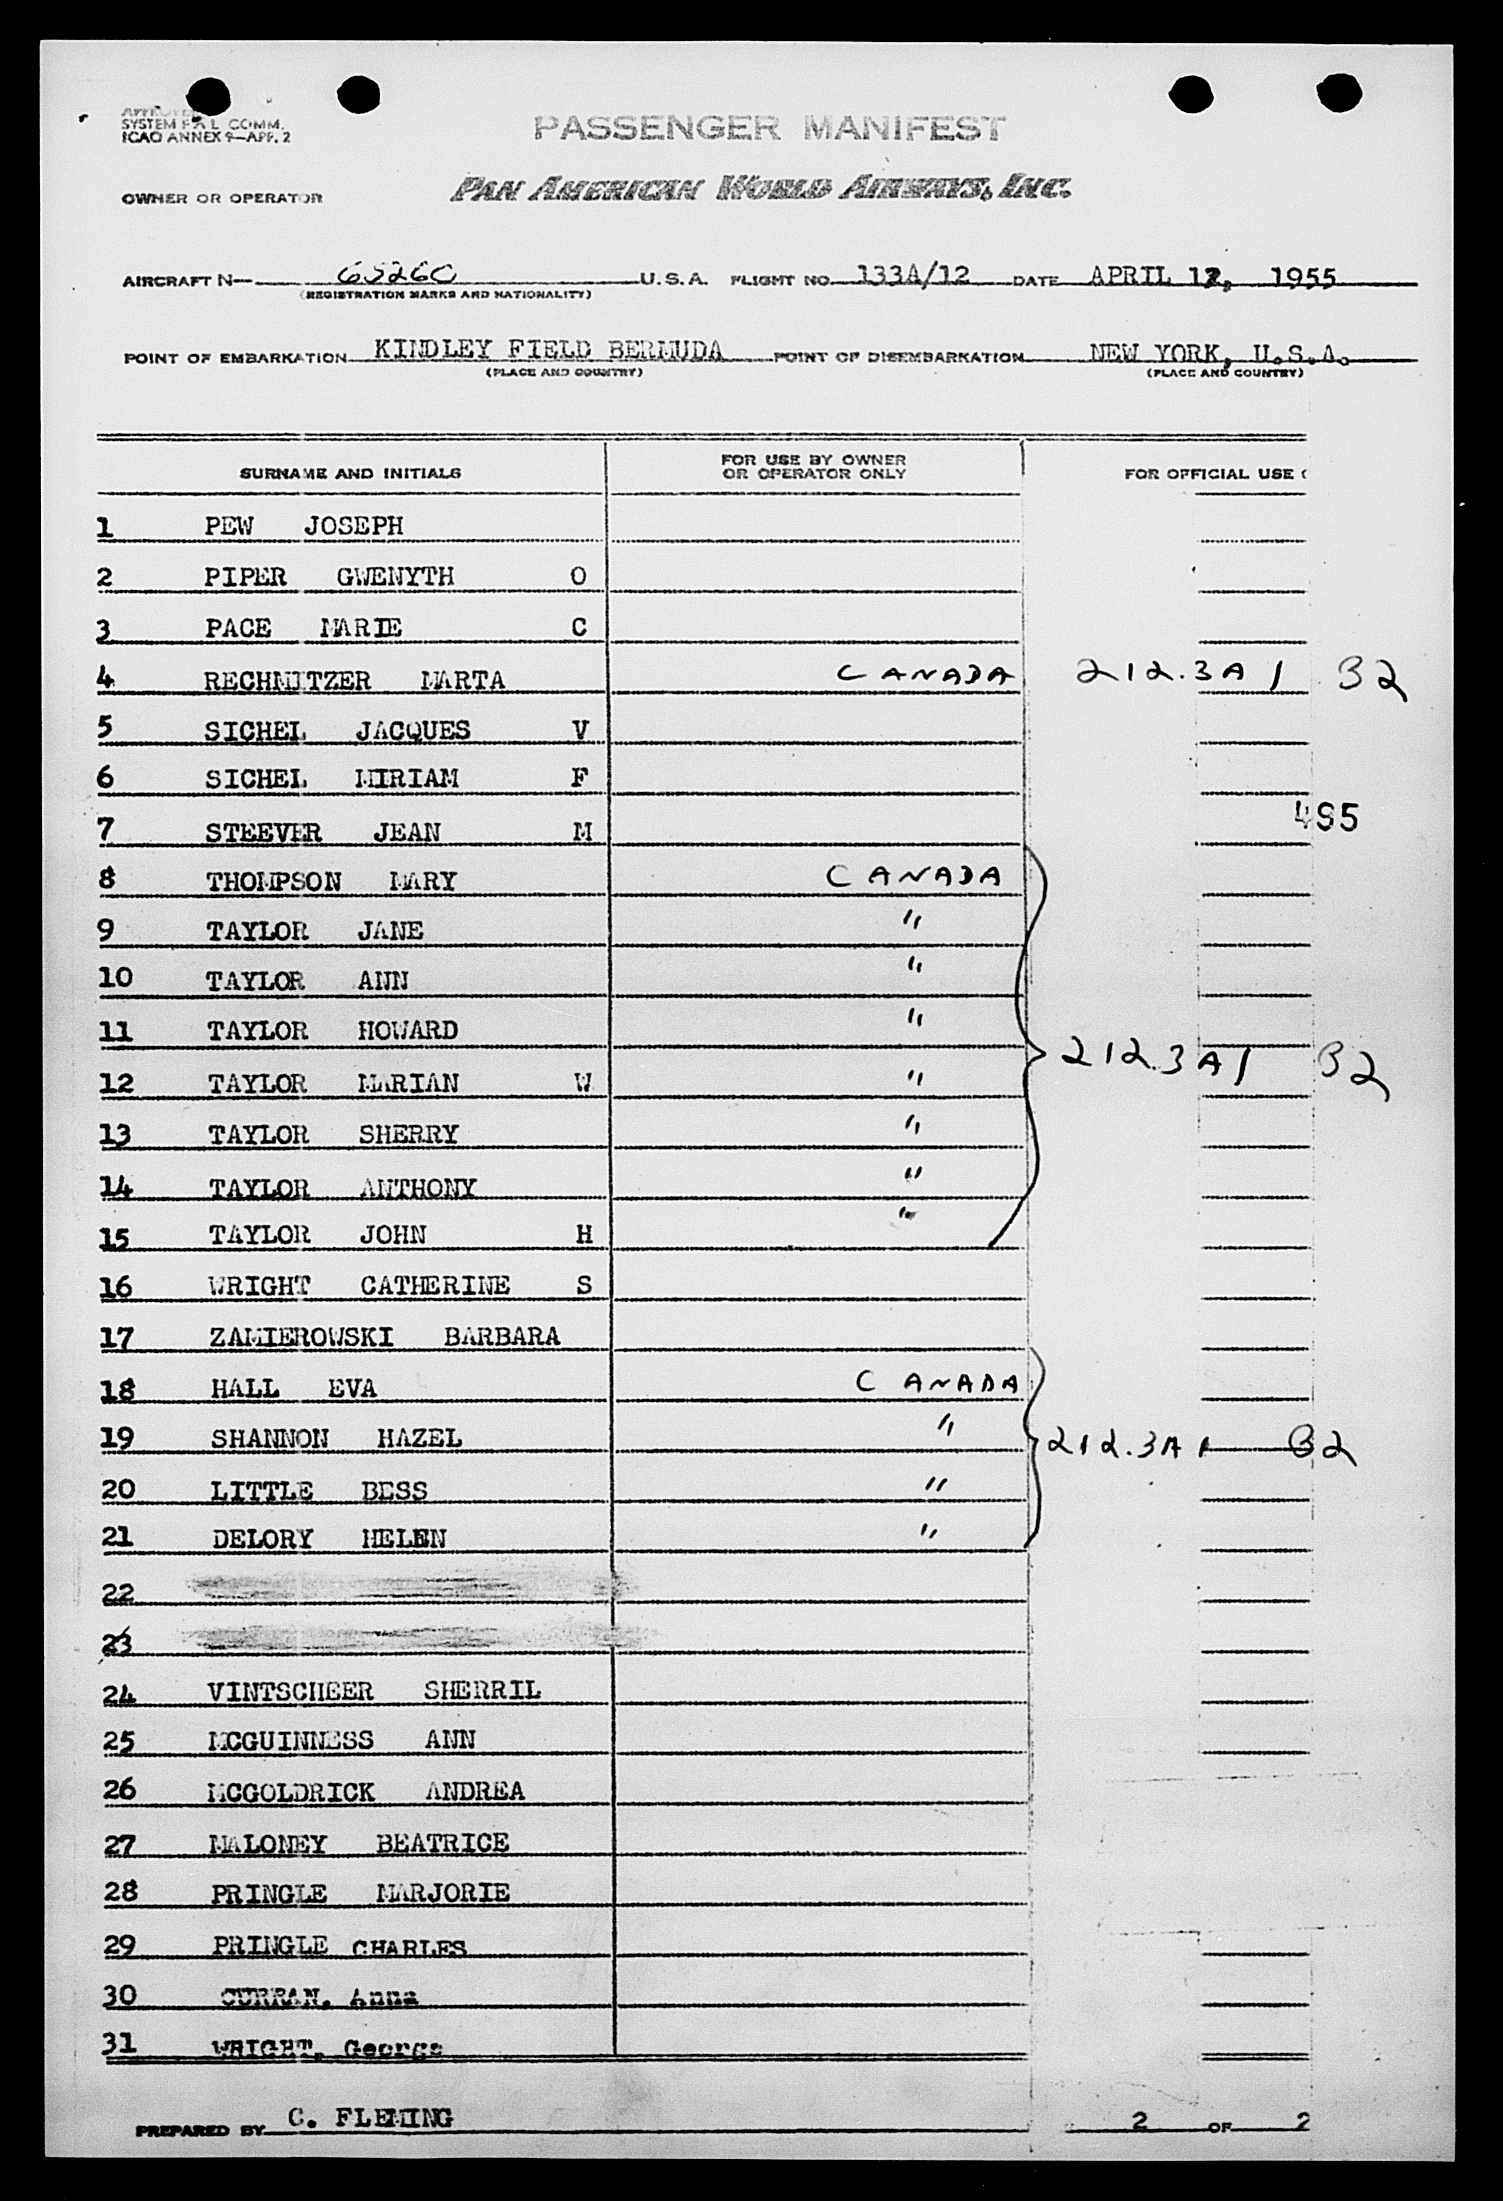 APPROVED
SYSTEM F A L COMM.
ICAO ANNEX 9—APP. 2
PASSENGER MANIFEST
OWNER OR OPERATOR PAN AMERICAN WORLD AIRWAYS, INC.
AIRCRAFT N— 6526C U.S.A. FLIGHT NO. 133A/12 DATE APRIL 12, 1955
(REGISTRATION MARKS AND NATIONALITY)
POINT OF EMBARKATION KINDLEY FIELD BERMUDA POINT OF DISEMBARKATION NEW YORK, U.S.A.
(PLACE AND COUNTRY) (PLACE AND COUNTRY)
SURNAME AND INITIALS FOR USE BY OWNER OR OPERATOR ONLY FOR OFFICIAL USE
1 PEW JOSEPH
2 PIPER GWENYTH O
3 PACE MARIE C
4 RECHNITZER MARTA CANADA 212.3A1 B2
5 SICHEL JACQUES V
6 SICHEL MIRIAM F
495
7 STEEVER JEAN M
8 THOMPSON MARY CANADA
9 TAYLOR JANE "
10 TAYLOR ANN "
11 TAYLOR HOWARD "
212.3A1 B2
12 TAYLOR MARIAN W "
13 TAYLOR SHERRY "
14 TAYLOR ANTHONY "
15 TAYLOR JOHN H "
16 WRIGHT CATHERINE S
17 ZAMIEROWSKI BARBARA
18 HALL EVA CANADA
19 SHANNON HAZEL " 212.3A1 B2
20 LITTLE BESS "
21 DELORY HELEN "
22
23
24 VINTSCHEER SHERRIL
25 MCGUINNESS ANN
26 MCGOLDRICK ANDREA
27 MALONEY BEATRICE
28 PRINGLE MARJORIE
29 PRINGLE CHARLES
30 CURRAN, Anna
31 WRIGHT, George
PREPARED BY C. FLEMING 2 OF 2